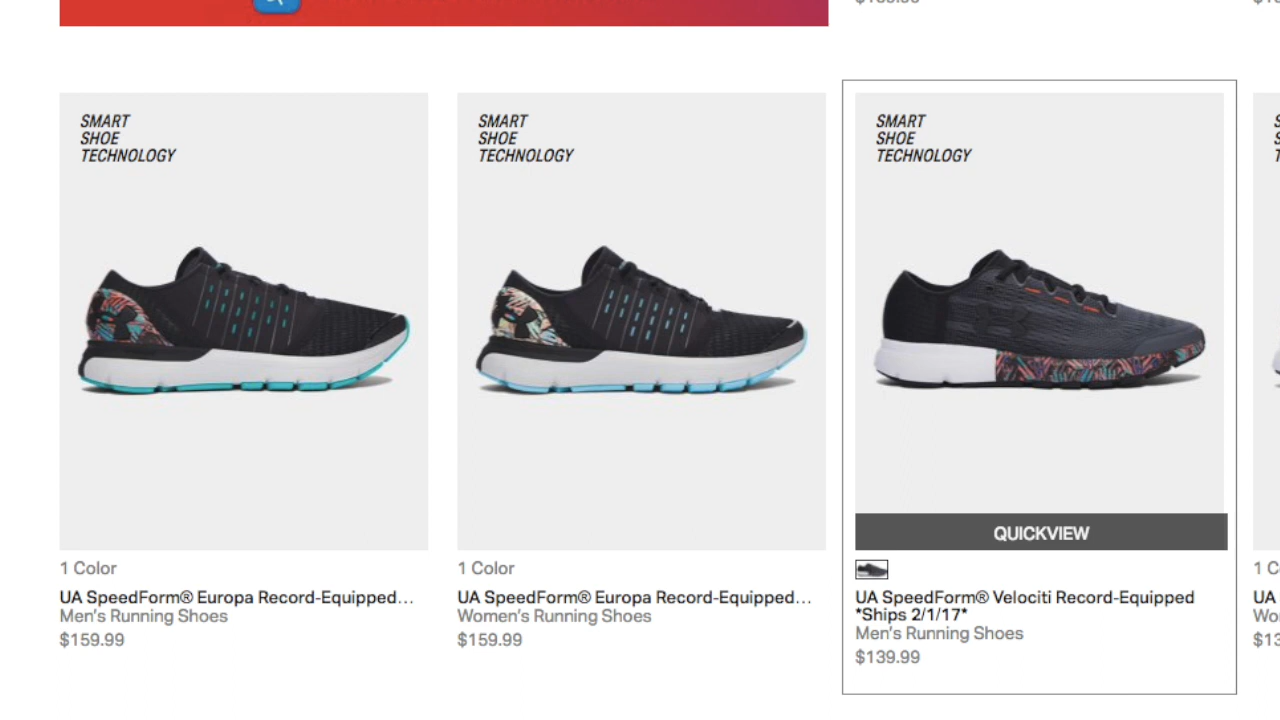 SMART
SHOE
TECHNOLOGY
1 Color
UA SpeedForm® Europa Record-Equipped...
Men's Running Shoes
$159.99
SMART
SHOE
TECHNOLOGY
1 Color
UA SpeedForm® Europa Record-Equipped...
Women's Running Shoes
$159.99
SMART
SHOE
TECHNOLOGY
QUICKVIEW
UA SpeedForm® Velociti Record-Equipped
*Ships 2/1/17*
Men's Running Shoes
$139.99
UA